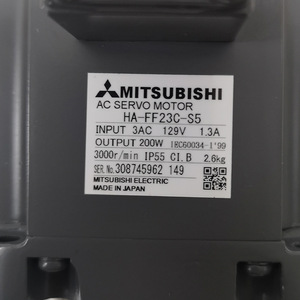 MITSUBISHI
AC SERVO MOTOR
HA-FF23C-S5
INPUT 3AC 129V 1.3A
OUTPUT 200W IEC60034-1'99
3000r/min IP55 CI.B 2.6kg
SER.No. 308745962 149
MITSUBISHI ELECTRIC
MADE IN JAPAN